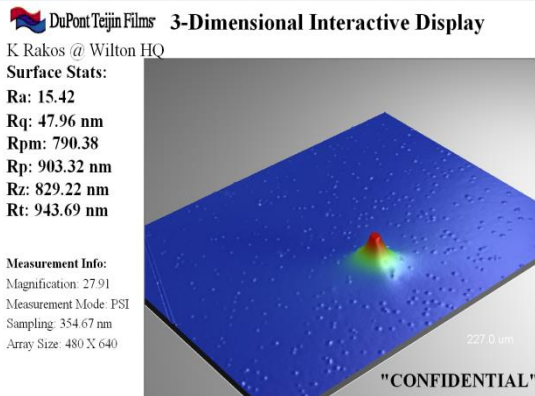 DuPont Teijin Films 3-Dimensional Interactive Display
K Rakos @ Wilton HQ
Surface Stats:
Ra: 15.42
Rq: 47.96 nm
Rpm: 790.38
Rp: 903.32 nm
Rz: 829.22 nm
Rt: 943.69 nm
Measurement Info:
Magnification: 27.91
Measurement Mode: PSI
Sampling: 354.67 nm
Array Size: 480 X 640
227.0 um
"CONFIDENTIAL"